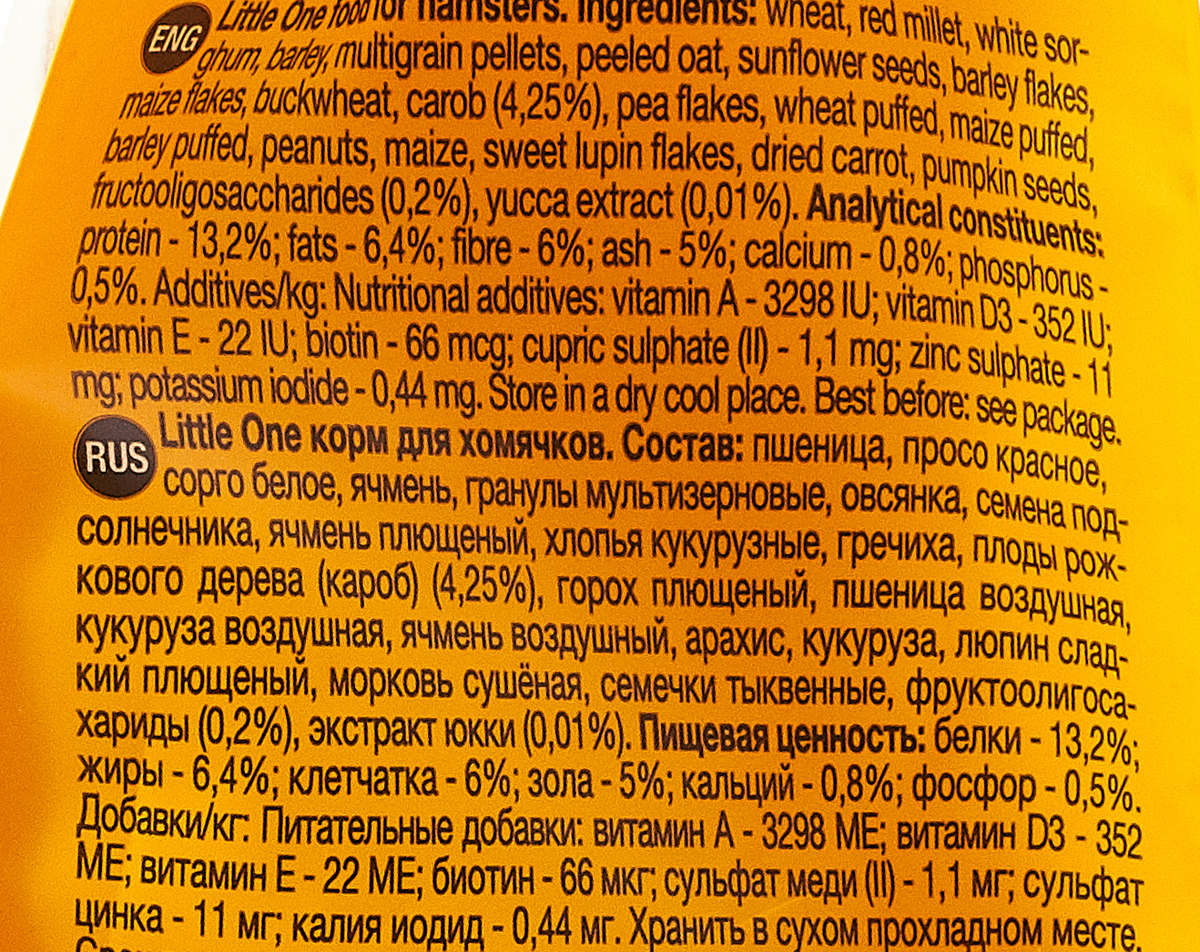 ENG Little One food for hamsters. Ingredients: wheat, red millet, white sor-
ghum, barley, multigrain pellets, peeled oat, sunflower seeds, barley flakes,
maize flakes, buckwheat, carob (4,25%), pea flakes, wheat puffed, maize puffed,
barley puffed, peanuts, maize, sweet lupin flakes, dried carrot, pumpkin seeds,
fructooligosaccharides (0,2%), yucca extract (0,01%). Analytical constituents:
protein - 13,2%; fats - 6,4%; fibre - 6%; ash - 5%; calcium - 0,8%; phosphorus -
0,5%. Additives/kg: Nutritional additives: vitamin A - 3298 IU; vitamin D3 - 352 IU;
vitamin E - 22 IU; biotin - 66 mcg; cupric sulphate (II) - 1,1 mg; zinc sulphate - 11
mg; potassium iodide - 0,44 mg. Store in a dry cool place. Best before: see package.
RUS Little One корм для хомячков. Состав: пшеница, просо красное,
сорго белое, ячмень, гранулы мультизерновые, овсянка, семена под-
солнечника, ячмень плющеный, хлопья кукурузные, гречиха, плоды рож-
кового дерева (кароб) (4,25%), горох плющеный, пшеница воздушная,
кукуруза воздушная, ячмень воздушный, арахис, кукуруза, люпин слад-
кий плющеный, морковь сушёная, семечки тыквенные, фруктоолигоса-
хариды (0,2%), экстракт юкки (0,01%). Пищевая ценность: белки - 13,2%;
жиры - 6,4%; клетчатка - 6%; зола - 5%; кальций - 0,8%; фосфор - 0,5%.
Добавки/кг: Питательные добавки: витамин А - 3298 МЕ; витамин D3 - 352
МЕ; витамин Е - 22 МЕ; биотин - 66 мкг; сульфат меди (II) - 1,1 мг; сульфат
цинка - 11 мг; калия иодид - 0,44 мг. Хранить в сухом прохладном месте.